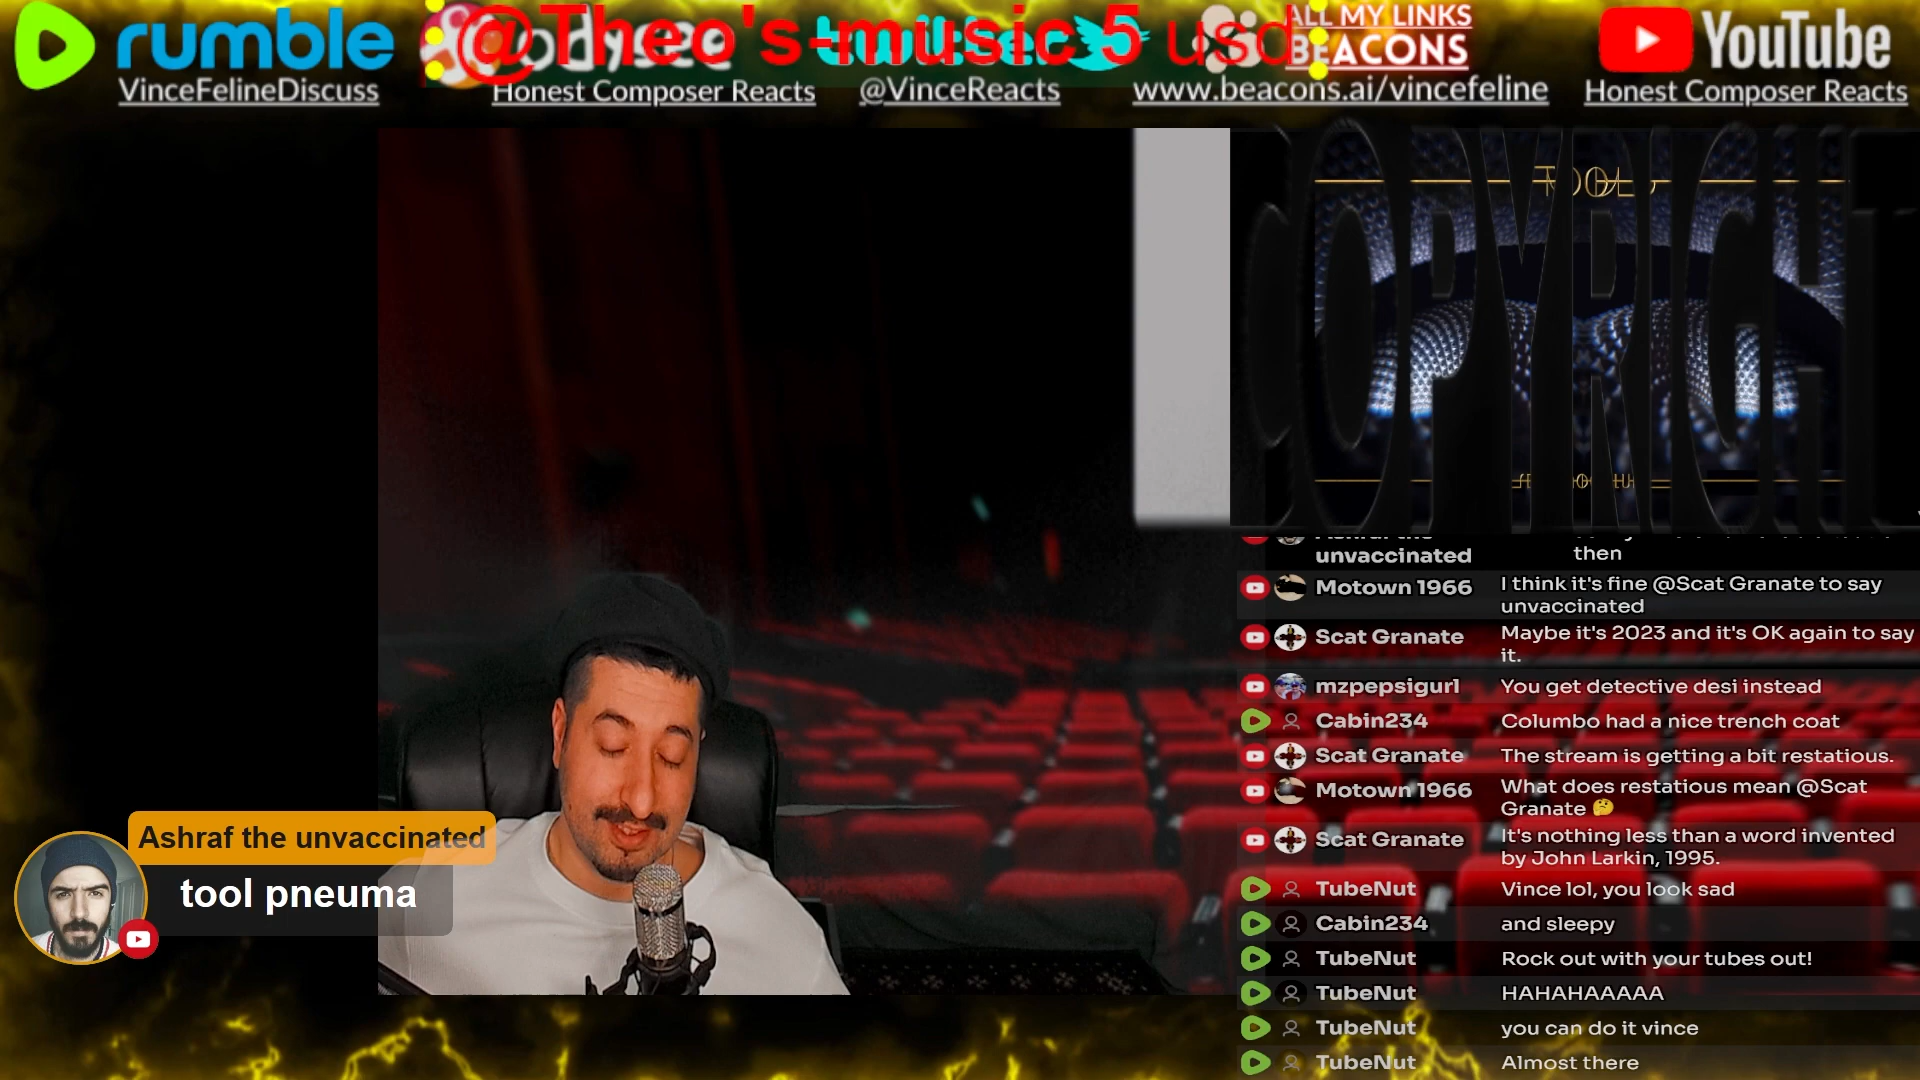 rumble
VinceFelineDiscuss
odysee
Honest Composer Reacts
twitter
@VinceReacts
@Theo's-music 5 usd
ALL MY LINKS
BEACONS
www.beacons.ai/vincefeline
YouTube
Honest Composer Reacts
TOOL
COPYRIGHT
unvaccinated
then
Motown 1966 I think it's fine @Scat Granate to say
unvaccinated
Scat Granate Maybe it's 2023 and it's OK again to say
it.
mzpepsigurl You get detective desi instead
Cabin234 Columbo had a nice trench coat
Scat Granate The stream is getting a bit restatious.
Motown 1966 What does restatious mean @Scat
Granate 🤔
Scat Granate It's nothing less than a word invented
by John Larkin, 1995.
TubeNut Vince lol, you look sad
Cabin234 and sleepy
TubeNut Rock out with your tubes out!
TubeNut HAHAHAAAAA
TubeNut you can do it vince
TubeNut Almost there
Ashraf the unvaccinated
tool pneuma